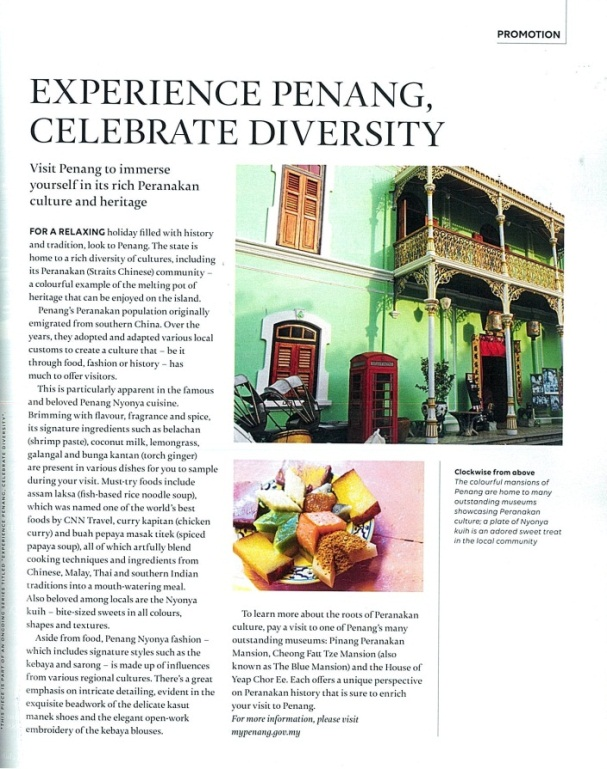 PROMOTION
EXPERIENCE PENANG,
CELEBRATE DIVERSITY
Visit Penang to immerse
yourself in its rich Peranakan
culture and heritage
FOR A RELAXING holiday filled with history
and tradition, look to Penang. The state is
home to a rich diversity of cultures, including
its Peranakan (Straits Chinese) community –
a colourful example of the melting pot of
heritage that can be enjoyed on the island.
Penang's Peranakan population originally
emigrated from southern China. Over the
years, they adopted and adapted various local
customs to create a culture that – be it
through food, fashion or history – has
much to offer visitors.
This is particularly apparent in the famous
and beloved Penang Nyonya cuisine.
Brimming with flavour, fragrance and spice,
its signature ingredients such as belachan
(shrimp paste), coconut milk, lemongrass,
galangal and bunga kantan (torch ginger)
are present in various dishes for you to sample
during your visit. Must-try foods include
assam laksa (fish-based rice noodle soup),
which was named one of the world's best
foods by CNN Travel, curry kapitan (chicken
curry) and buah pepaya masak titek (spiced
papaya soup), all of which artfully blend
cooking techniques and ingredients from
Chinese, Malay, Thai and southern Indian
traditions into a mouth-watering meal.
Also beloved among locals are the Nyonya
kuih – bite-sized sweets in all colours,
shapes and textures.
Aside from food, Penang Nyonya fashion –
which includes signature styles such as the
kebaya and sarong – is made up of influences
from various regional cultures. There's a great
emphasis on intricate detailing, evident in the
exquisite beadwork of the delicate kasut
manek shoes and the elegant open-work
embroidery of the kebaya blouses.
Clockwise from above
The colourful mansions of
Penang are home to many
outstanding museums
showcasing Peranakan
culture; a plate of Nyonya
kuih is an adored sweet treat
in the local community
To learn more about the roots of Peranakan
culture, pay a visit to one of Penang's many
outstanding museums: Pinang Peranakan
Mansion, Cheong Fatt Tze Mansion (also
known as The Blue Mansion) and the House of
Yeap Chor Ee. Each offers a unique perspective
on Peranakan history that is sure to enrich
your visit to Penang.
For more information, please visit
mypenang.gov.my
"THIS PIECE IS PART OF AN ONGOING SERIES TITLED "EXPERIENCE PENANG, CELEBRATE DIVERSITY".